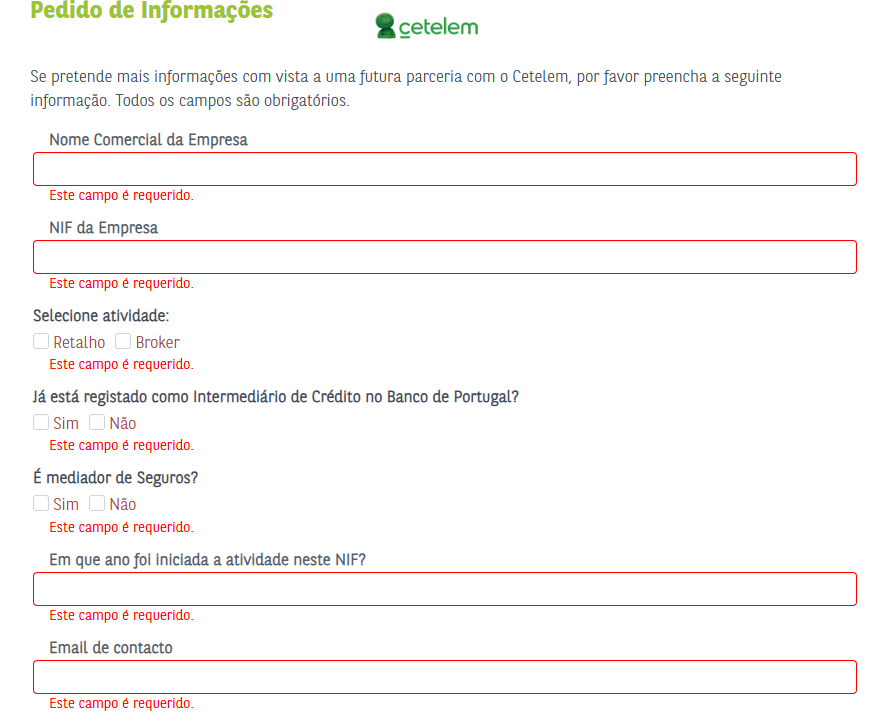 Pedido de Informações
cetelem
Se pretende mais informações com vista a uma futura parceria com o Cetelem, por favor preencha a seguinte
informação. Todos os campos são obrigatórios.
Nome Comercial da Empresa
Este campo é requerido.
NIF da Empresa
Este campo é requerido.
Selecione atividade:
Retalho Broker
Este campo é requerido.
Já está registado como Intermediário de Crédito no Banco de Portugal?
Sim Não
Este campo é requerido.
É mediador de Seguros?
Sim Não
Este campo é requerido.
Em que ano foi iniciada a atividade neste NIF?
Este campo é requerido.
Email de contacto
Este campo é requerido.